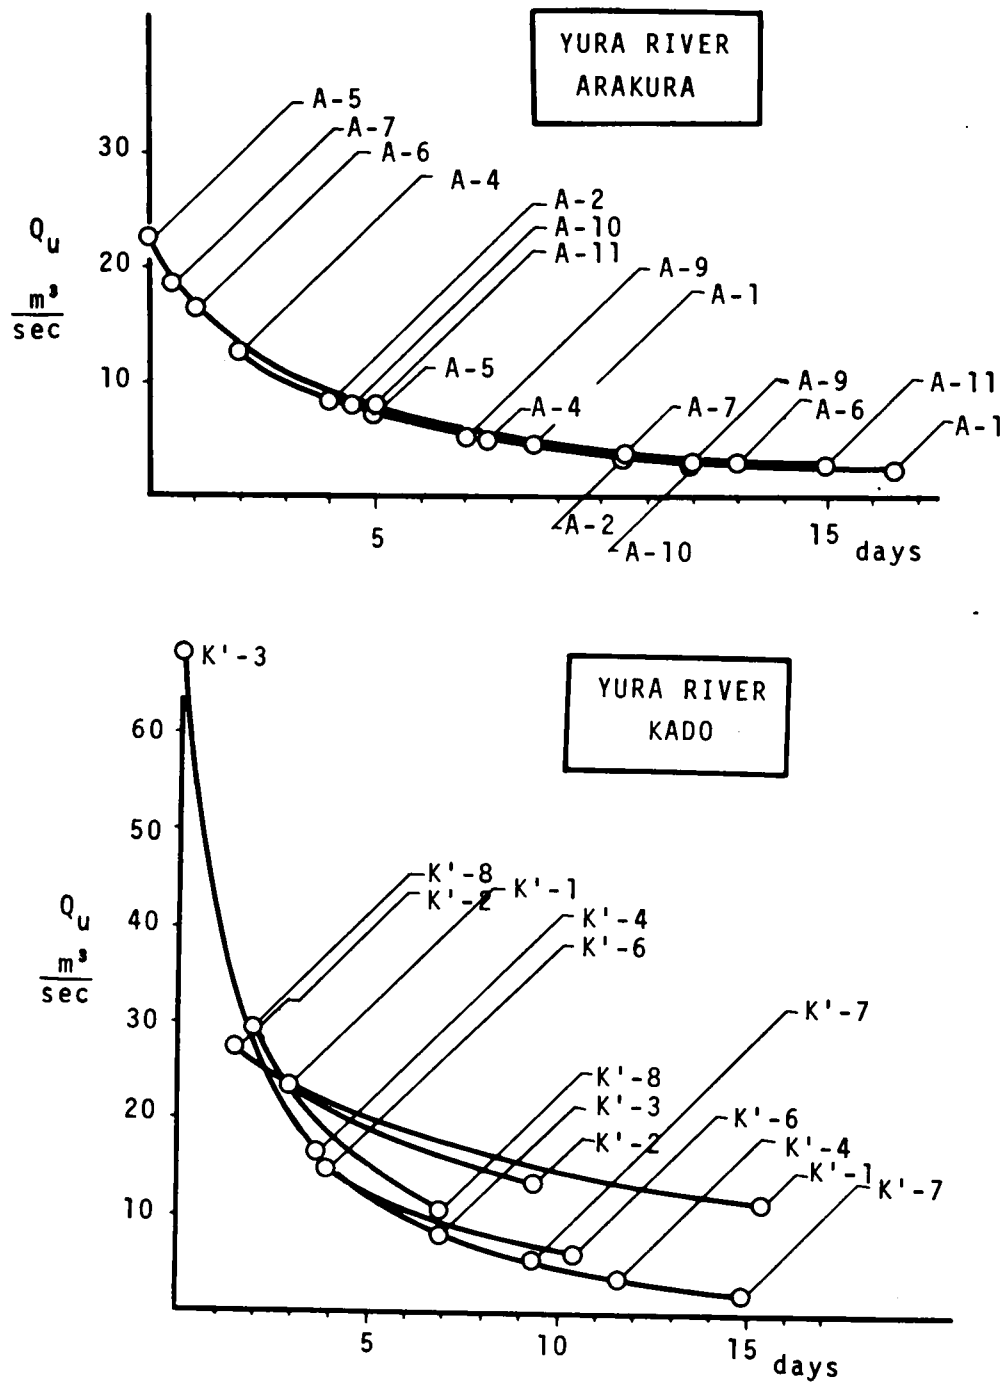 YURA RIVER
ARAKURA
A-5
A-7
A-6
A-4
A-2
A-10
A-11
A-9
A-1
30
Qu
20
m³
sec
10
A-5
A-4
A-7
A-9
A-6
A-11
A-1
A-2
A-10
5
15
days
K'-3
YURA RIVER
KADO
60
50
40
Qu
m³
sec
30
20
10
K'-8
K'-2
K'-1
K'-4
K'-6
K'-7
K'-8
K'-3
K'-2
K'-6
K'-4
K'-1
K'-7
5
10
15
days